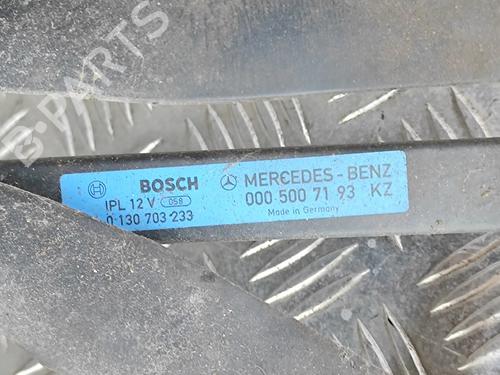 B-PARTS
BOSCH MERCEDES-BENZ
IPL 12 V 058 000 500 71 93 KZ
0 130 703 233 Made in Germany